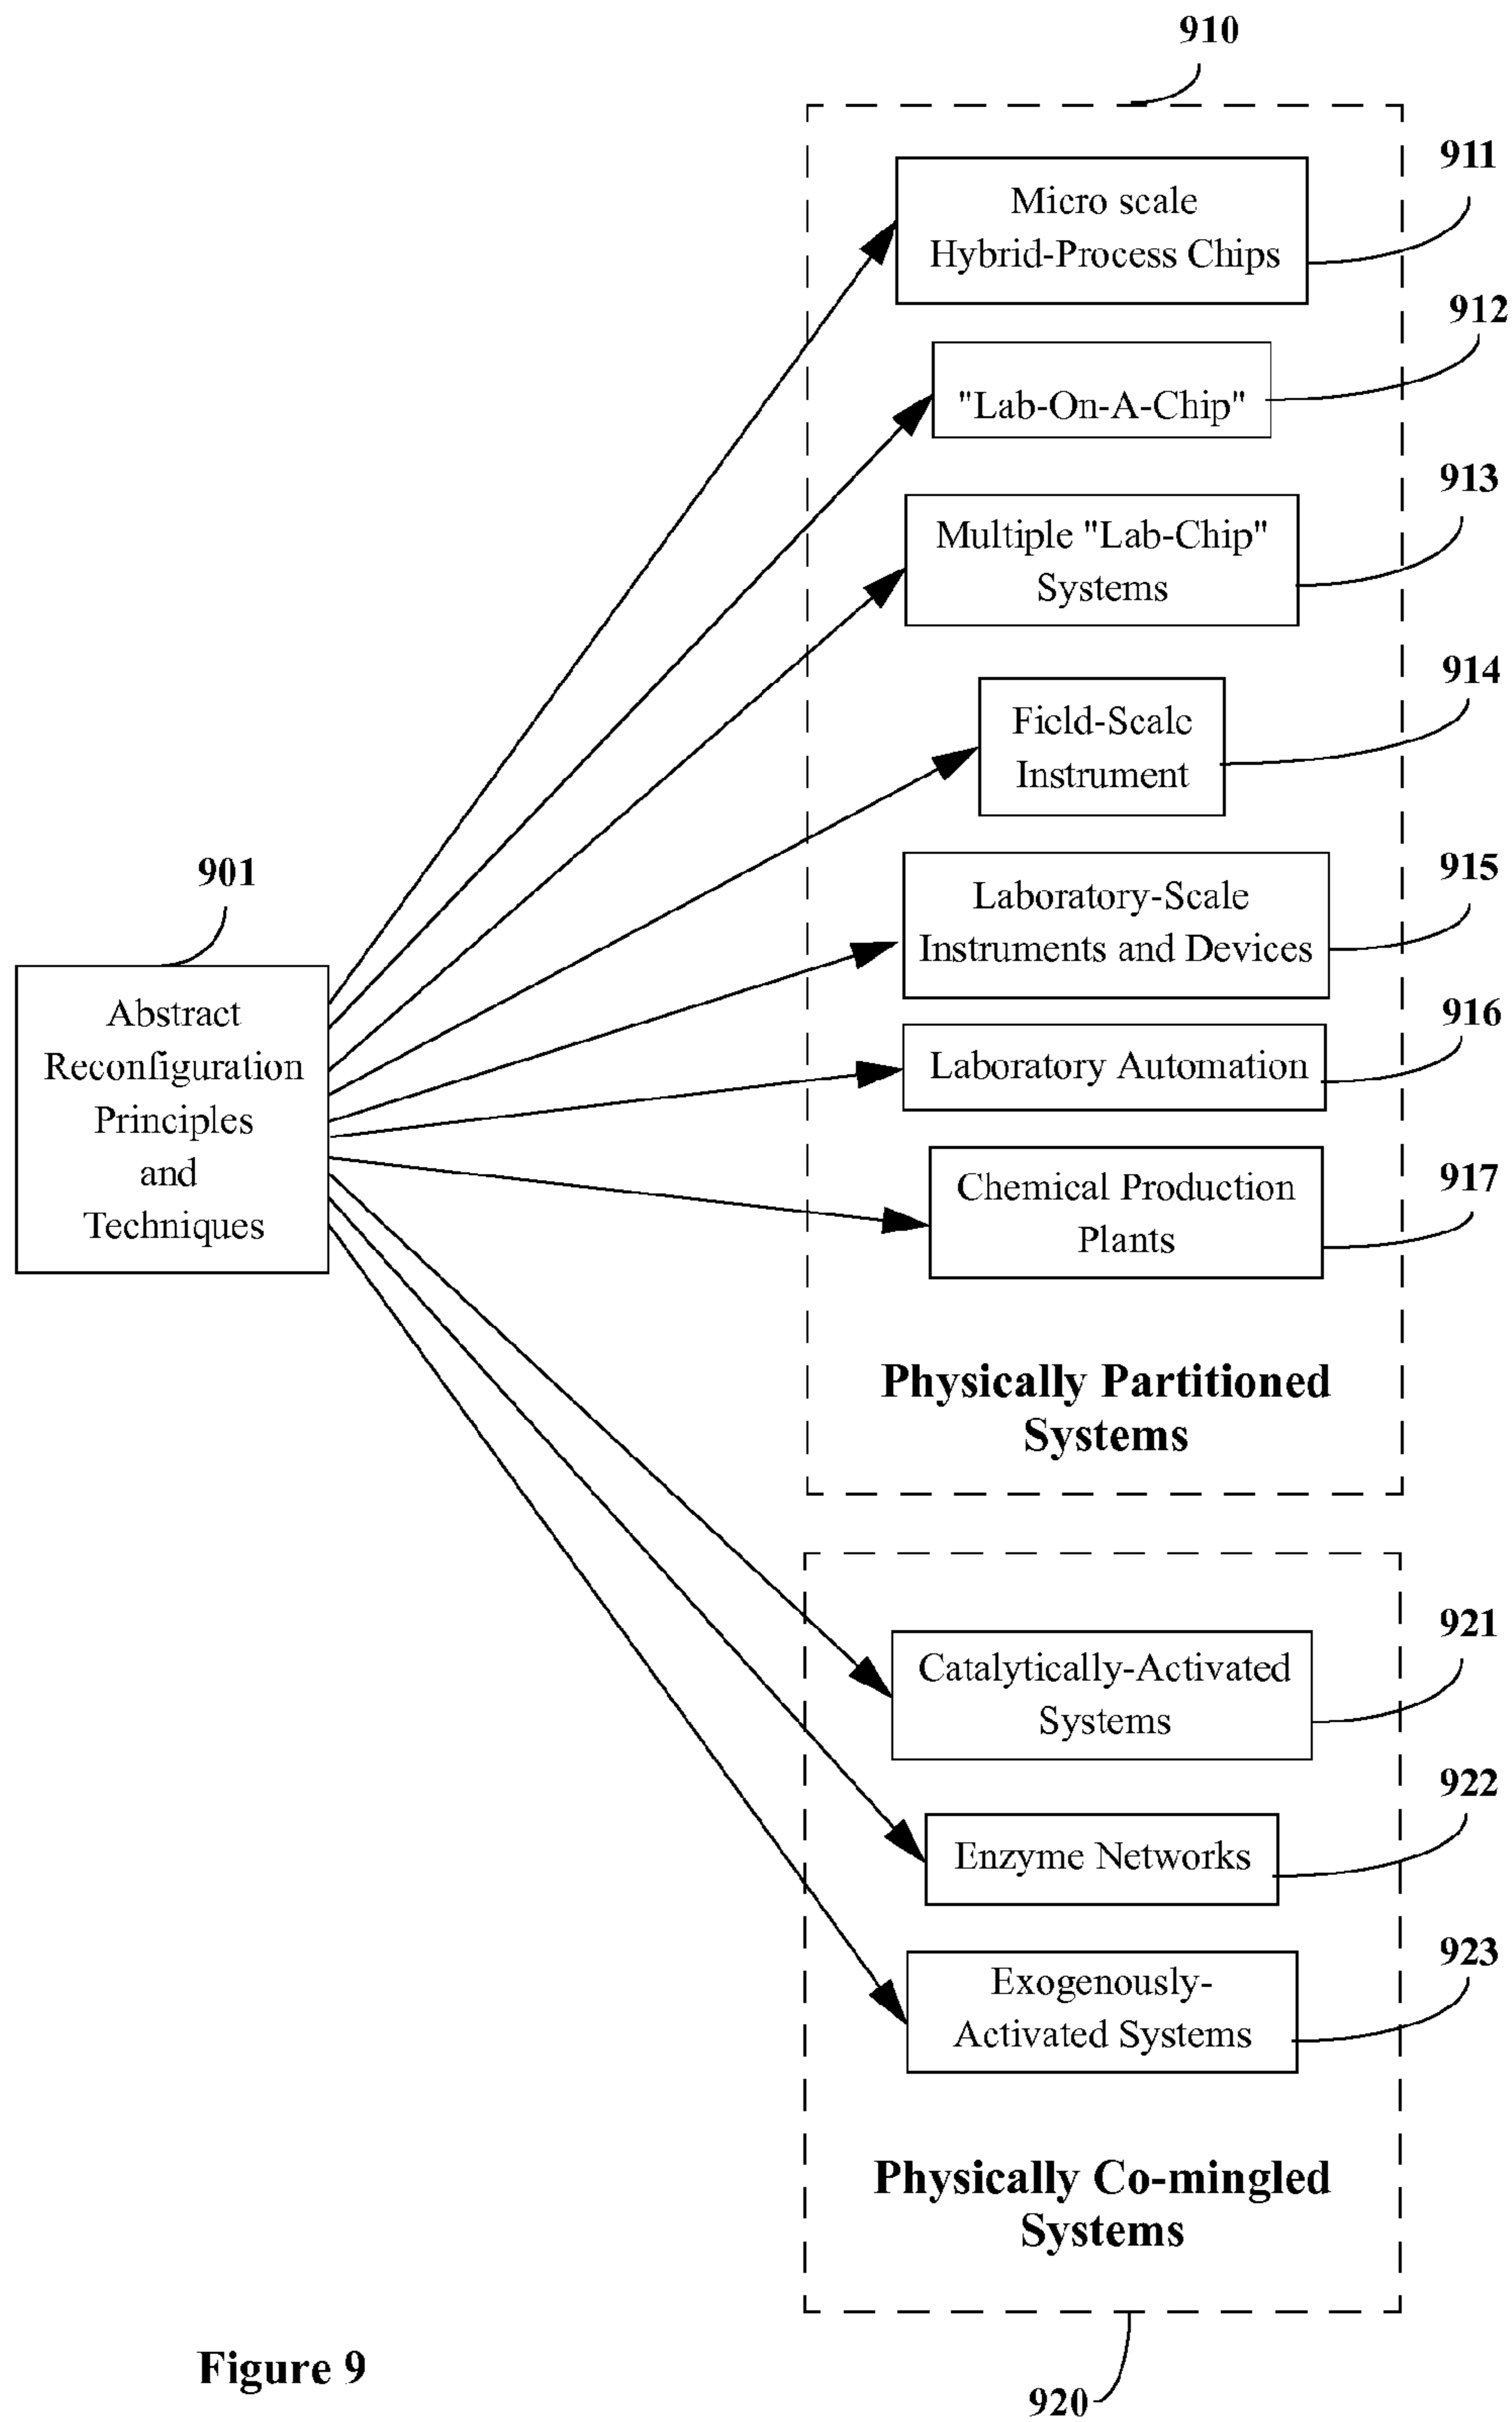 910
911
Micro scale
Hybrid-Process Chips
912
"Lab-On-A-Chip"
913
Multiple "Lab-Chip"
Systems
914
Field-Scale
Instrument
915
Laboratory-Scale
Instruments and Devices
901
Abstract
Reconfiguration
Principles
and
Techniques
916
Laboratory Automation
917
Chemical Production
Plants
Physically Partitioned
Systems
921
Catalytically-Activated
Systems
922
Enzyme Networks
923
Exogenously-
Activated Systems
Physically Co-mingled
Systems
920
Figure 9